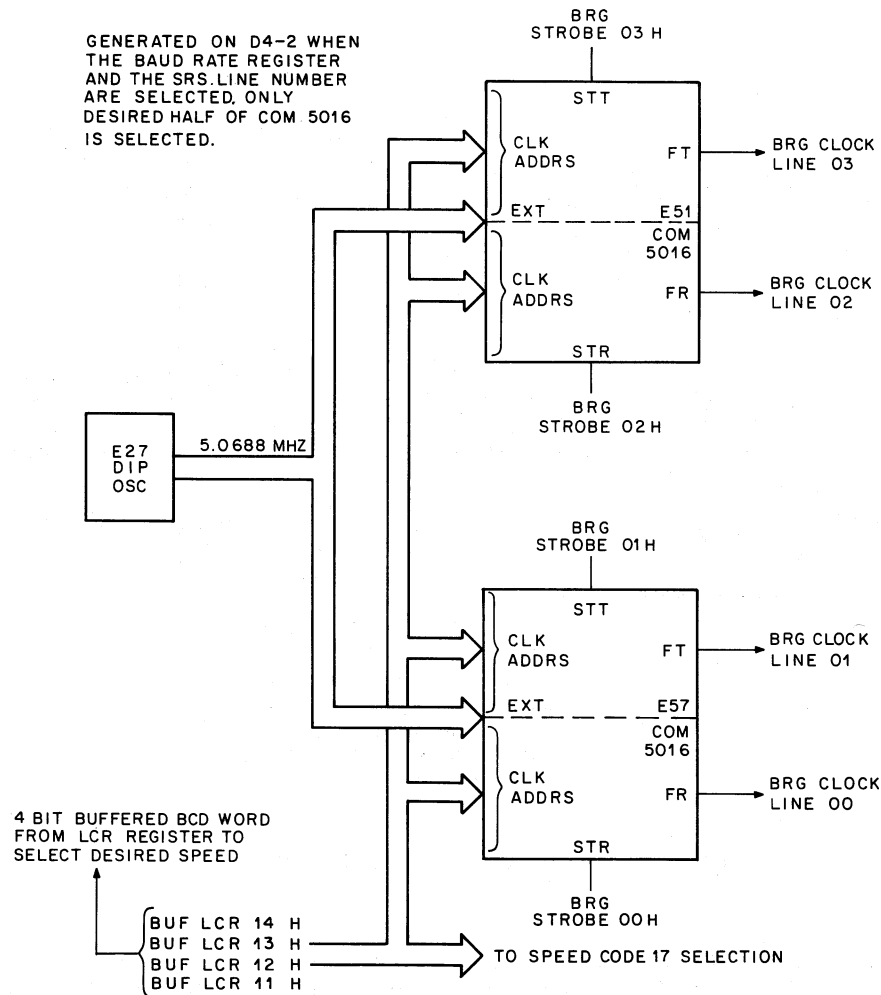 GENERATED ON D4-2 WHEN
THE BAUD RATE REGISTER
AND THE SRS.LINE NUMBER
ARE SELECTED, ONLY
DESIRED HALF OF COM 5016
IS SELECTED.
BRG
STROBE 03 H
STT
CLK
ADDRS
FT
BRG CLOCK
LINE 03
EXT
E51
COM
5016
CLK
ADDRS
FR
BRG CLOCK
LINE 02
STR
BRG
STROBE 02 H
E27
DIP
OSC
5.0688 MHZ
BRG
STROBE 01 H
STT
CLK
ADDRS
FT
BRG CLOCK
LINE 01
EXT
E57
COM
5016
CLK
ADDRS
FR
BRG CLOCK
LINE 00
STR
BRG
STROBE 00 H
4 BIT BUFFERED BCD WORD
FROM LCR REGISTER TO
SELECT DESIRED SPEED
BUF LCR 14 H
BUF LCR 13 H
BUF LCR 12 H
BUF LCR 11 H
TO SPEED CODE 17 SELECTION